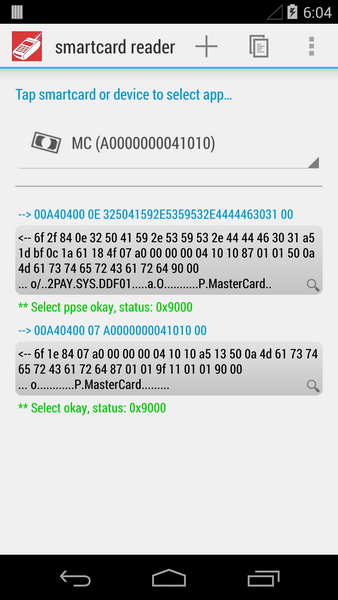 6:04
smartcard reader
Tap smartcard or device to select app...
MC (A0000000041010)
--> 00A40400 0E 325041592E5359532E4444463031 00
<-- 6f 2f 84 0e 32 50 41 59 2e 53 59 53 2e 44 44 46 30 31 a5
1d bf 0c 1a 61 18 4f 07 a0 00 00 00 04 10 10 87 01 01 50 0a
4d 61 73 74 65 72 43 61 72 64 90 00
... o/..2PAY.SYS.DDF01.....a.O..........P.MasterCard..
** Select ppse okay, status: 0x9000
--> 00A40400 07 A0000000041010 00
<-- 6f 1e 84 07 a0 00 00 00 04 10 10 a5 13 50 0a 4d 61 73 74
65 72 43 61 72 64 87 01 01 9f 11 01 01 90 00
... o............P.MasterCard.........
** Select okay, status: 0x9000